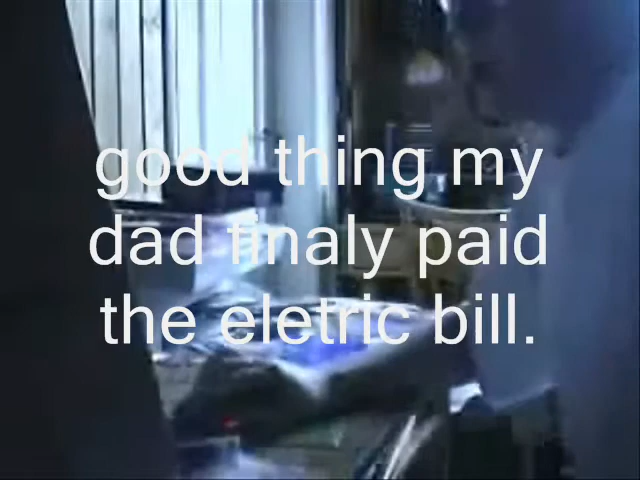 good thing my
dad finaly paid
the eletric bill.